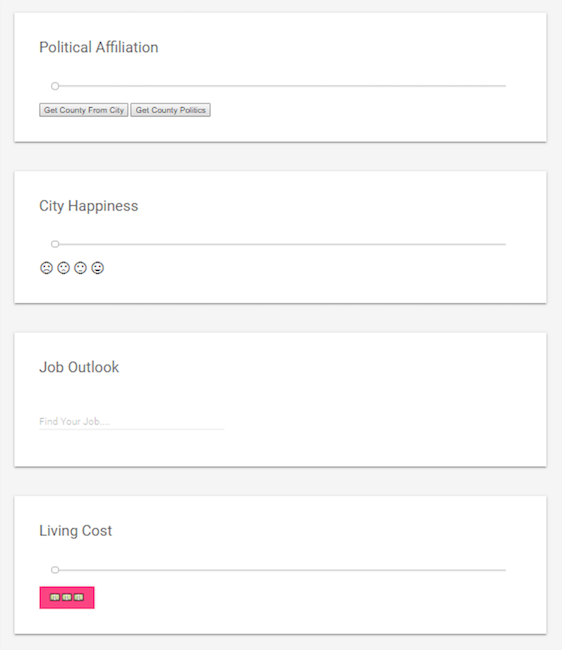 Political Affiliation
Get County From City Get County Politics
City Happiness
Job Outlook
Find Your Job....
Living Cost